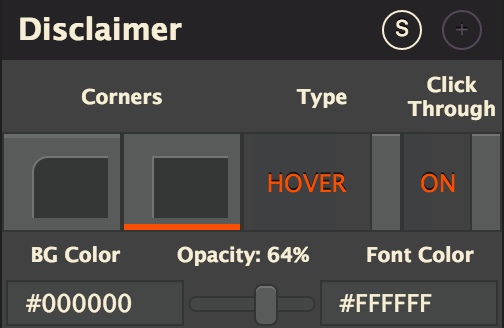 Disclaimer S +
Corners Type Click
Through
HOVER ON
BG Color Opacity: 64% Font Color
#000000 #FFFFFF